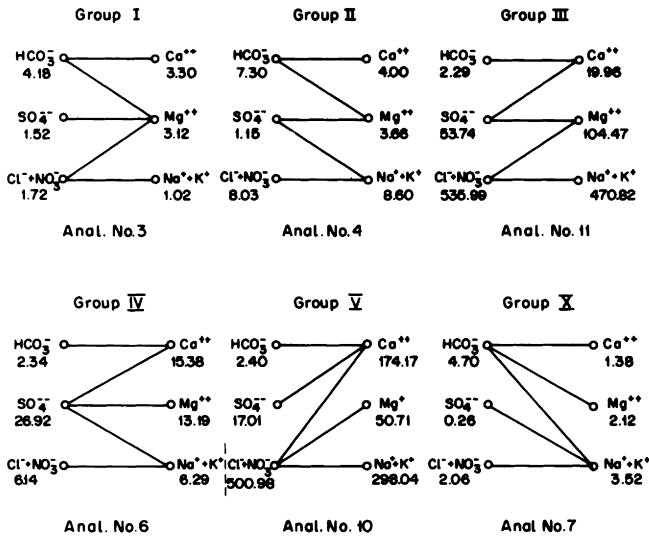 Group I
HCO₃⁻ Ca⁺⁺
4.18 3.30
SO₄⁻⁻ Mg⁺⁺
1.52 3.12
Cl⁻+NO₃⁻ Na⁺+K⁺
1.72 1.02
Anal. No.3
Group II
HCO₃⁻ Ca⁺⁺
7.30 4.00
SO₄⁻⁻ Mg⁺⁺
1.15 3.66
Cl⁻+NO₃⁻ Na⁺+K⁺
8.03 8.60
Anal. No.4
Group III
HCO₃⁻ Ca⁺⁺
2.29 19.96
SO₄⁻⁻ Mg⁺⁺
53.74 104.47
Cl⁻+NO₃⁻ Na⁺+K⁺
535.99 470.82
Anal. No.11
Group IV
HCO₃⁻ Ca⁺⁺
2.34 15.38
SO₄⁻⁻ Mg⁺⁺
26.92 13.19
Cl⁻+NO₃⁻ Na⁺+K⁺
6.14 6.29
Anal. No.6
Group V
HCO₃⁻ Ca⁺⁺
2.40 174.17
SO₄⁻⁻ Mg⁺
17.01 50.71
Cl⁻+NO₃⁻ Na⁺+K⁺
500.98 298.04
Anal. No. 10
Group X
HCO₃⁻ Ca⁺⁺
4.70 1.38
SO₄⁻⁻ Mg⁺⁺
0.26 2.12
Cl⁻+NO₃⁻ Na⁺+K⁺
2.06 3.52
Anal No.7